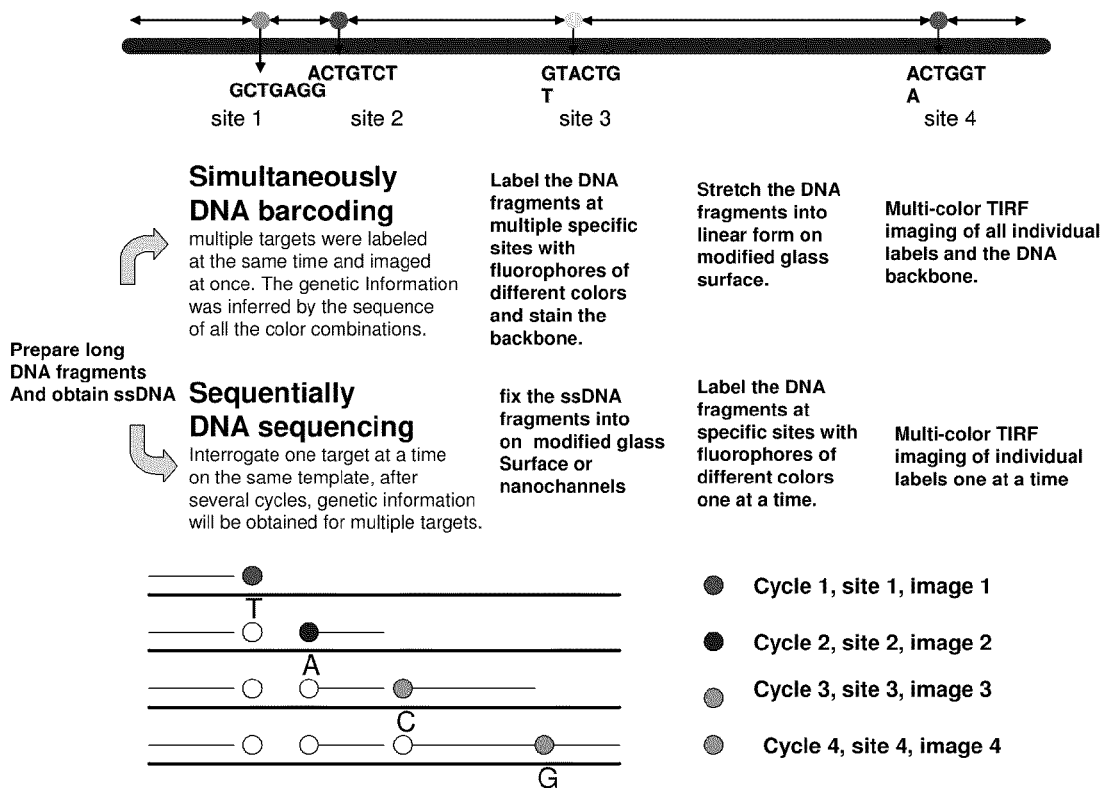 GCTGAGG
ACTGTCT
GTACTG
T
ACTGGT
A
site 1
site 2
site 3
site 4
Simultaneously
DNA barcoding
multiple targets were labeled
at the same time and imaged
at once. The genetic Information
was inferred by the sequence
of all the color combinations.
Label the DNA
fragments at
multiple specific
sites with
fluorophores of
different colors
and stain the
backbone.
Stretch the DNA
fragments into
linear form on
modified glass
surface.
Multi-color TIRF
imaging of all individual
labels and the DNA
backbone.
Prepare long
DNA fragments
And obtain ssDNA
Sequentially
DNA sequencing
Interrogate one target at a time
on the same template, after
several cycles, genetic information
will be obtained for multiple targets.
fix the ssDNA
fragments into
on modified glass
Surface or
nanochannels
Label the DNA
fragments at
specific sites with
fluorophores of
different colors
one at a time.
Multi-color TIRF
imaging of individual
labels one at a time
T
A
C
G
Cycle 1, site 1, image 1
Cycle 2, site 2, image 2
Cycle 3, site 3, image 3
Cycle 4, site 4, image 4